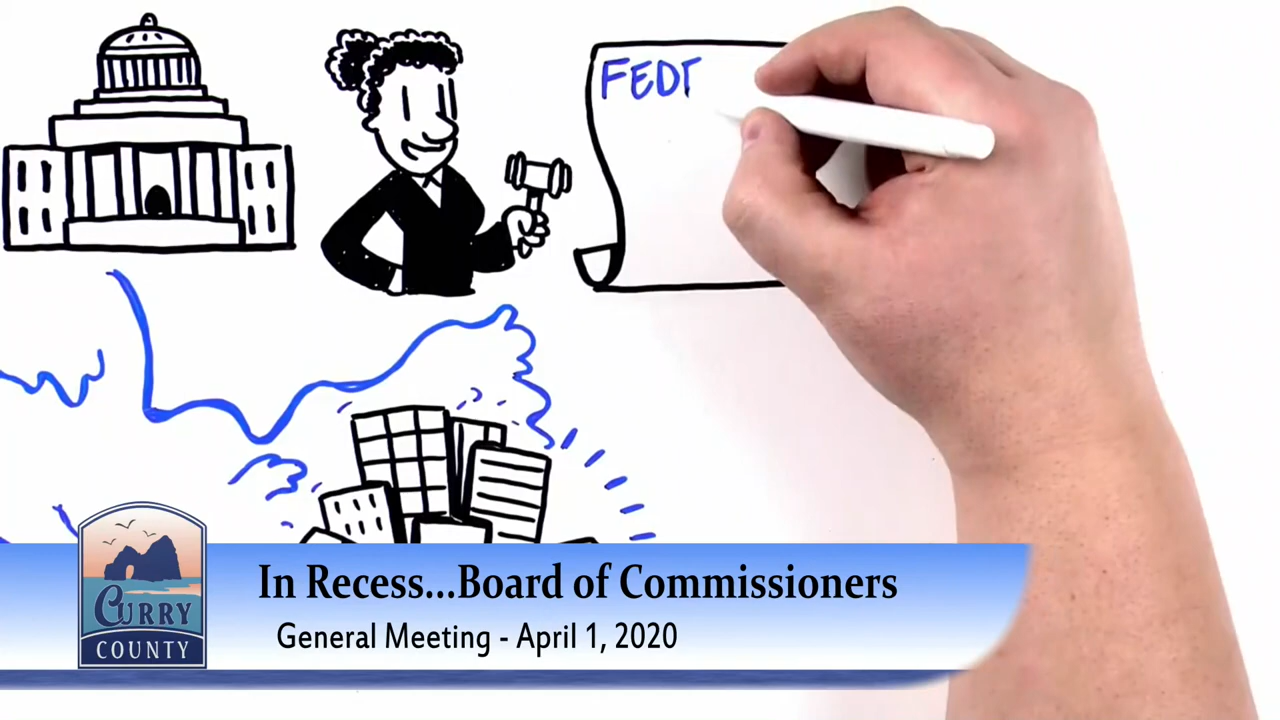 FEDE
In Recess...Board of Commissioners
General Meeting - April 1, 2020
CURRY
COUNTY